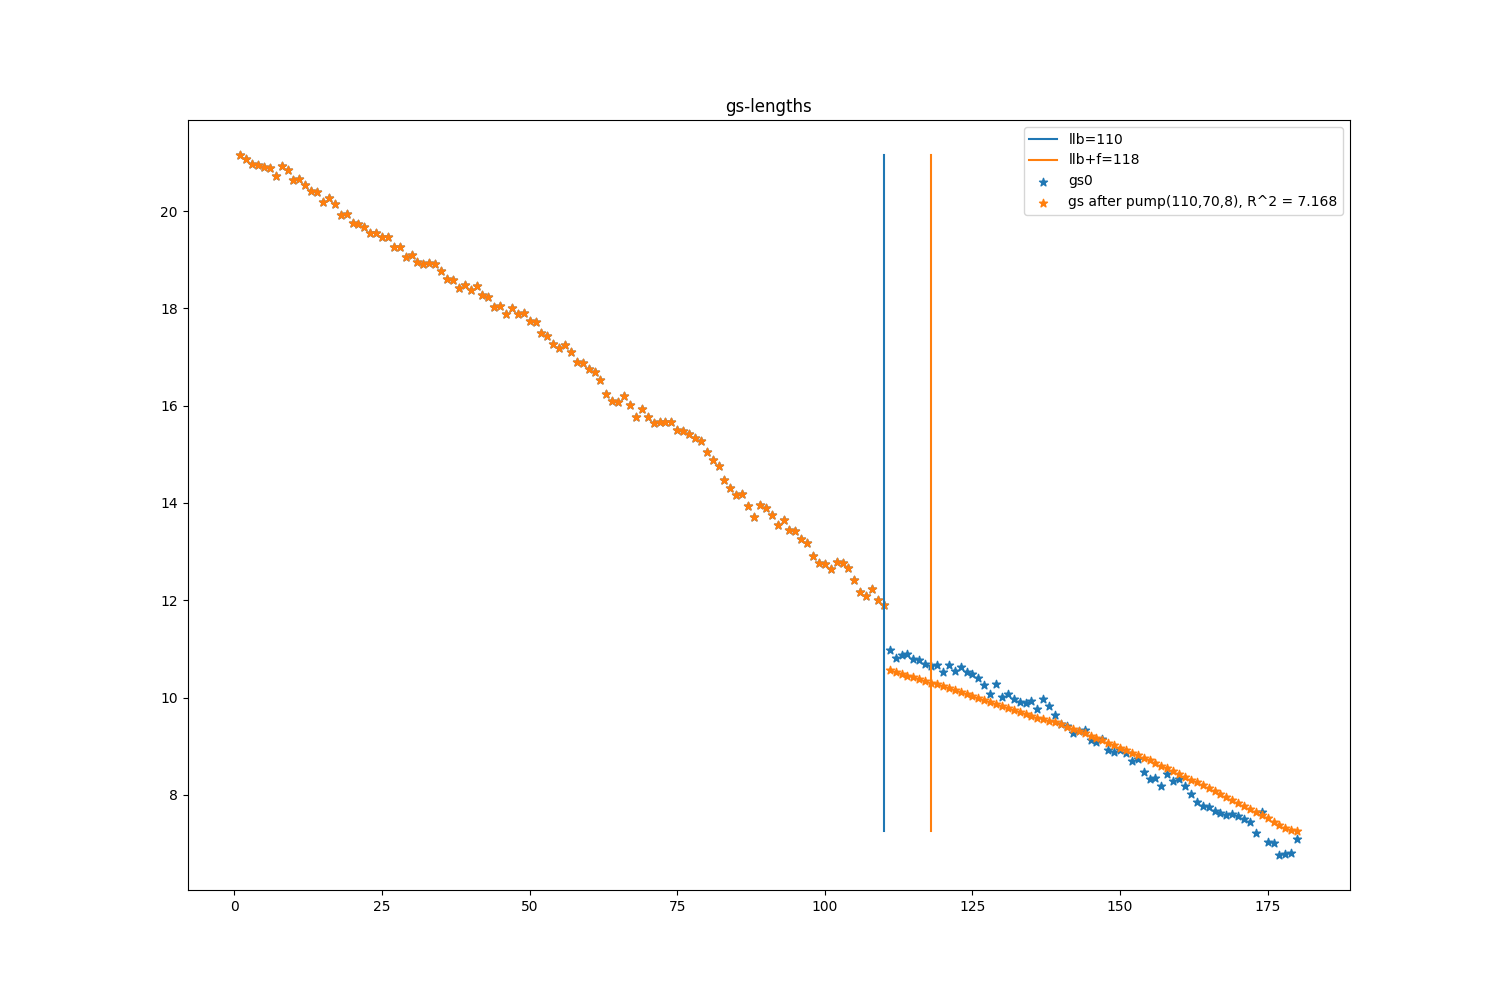 gs-lengths
llb=110
llb+f=118
gs0
gs after pump(110,70,8), R^2 = 7.168
20
18
16
14
12
10
8
0 25 50 75 100 125 150 175